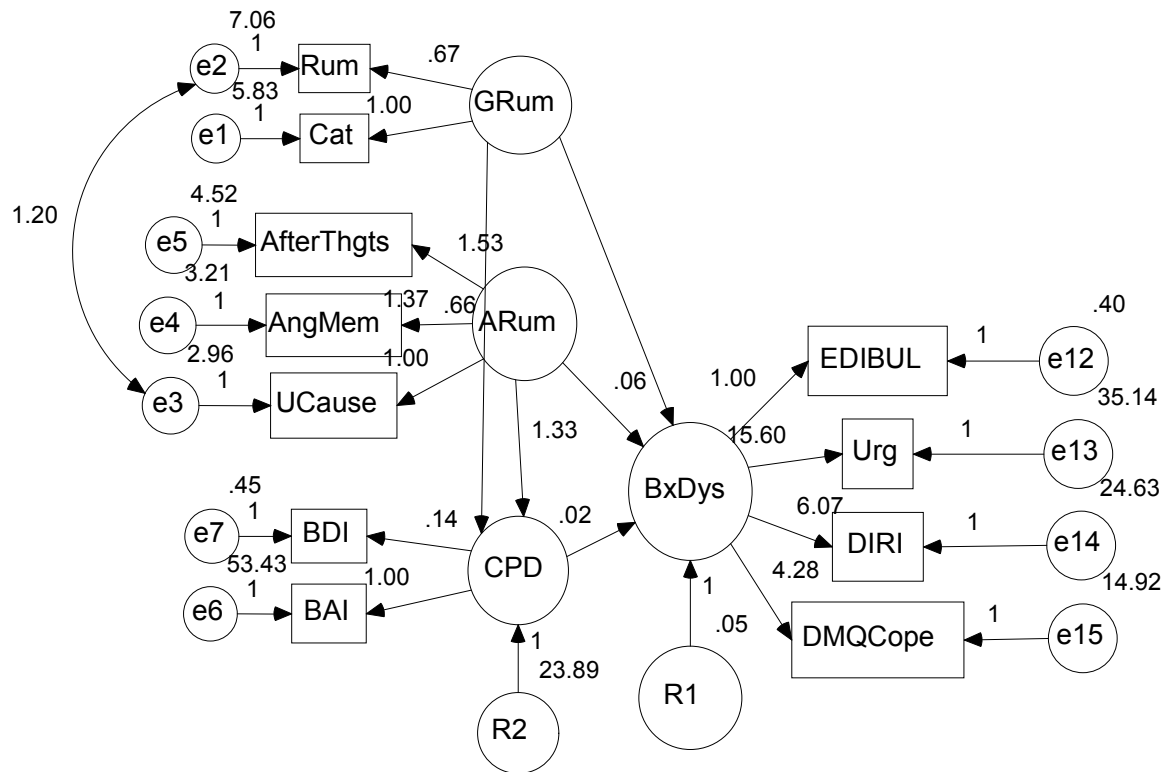 7.06
1
e2
Rum
.67
5.83
1
e1
Cat
1.00
GRum
1.20
4.52
1
e5
AfterThgts
1.53
3.21
1
e4
AngMem
1.37
.66
ARum
2.96
1
e3
UCause
1.00
1.33
.06
.40
EDIBUL
1
e12
1.00
35.14
15.60
Urg
1
e13
24.63
BxDys
6.07
DIRI
1
e14
14.92
4.28
DMQCope
1
e15
.45
1
e7
BDI
.14
.02
53.43
1
e6
BAI
1.00
CPD
1
23.89
R2
1
.05
R1